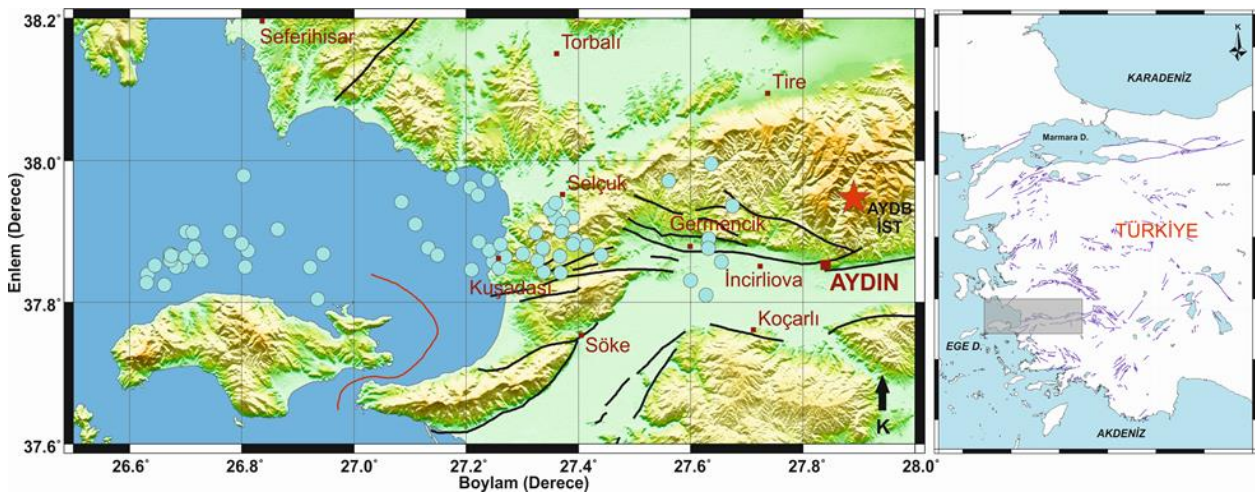 38.2°
38.0°
37.8°
37.6°
Enlem (Derece)
Seferihisar
Torbalı
Tire
Selçuk
AYDB
İST
Germencik
Kuşadası
İncirliova
AYDIN
Koçarlı
Söke
K
26.6°
26.8°
27.0°
27.2°
27.4°
27.6°
27.8°
28.0°
Boylam (Derece)
K
KARADENİZ
Marmara D.
TÜRKİYE
EGE D.
AKDENİZ